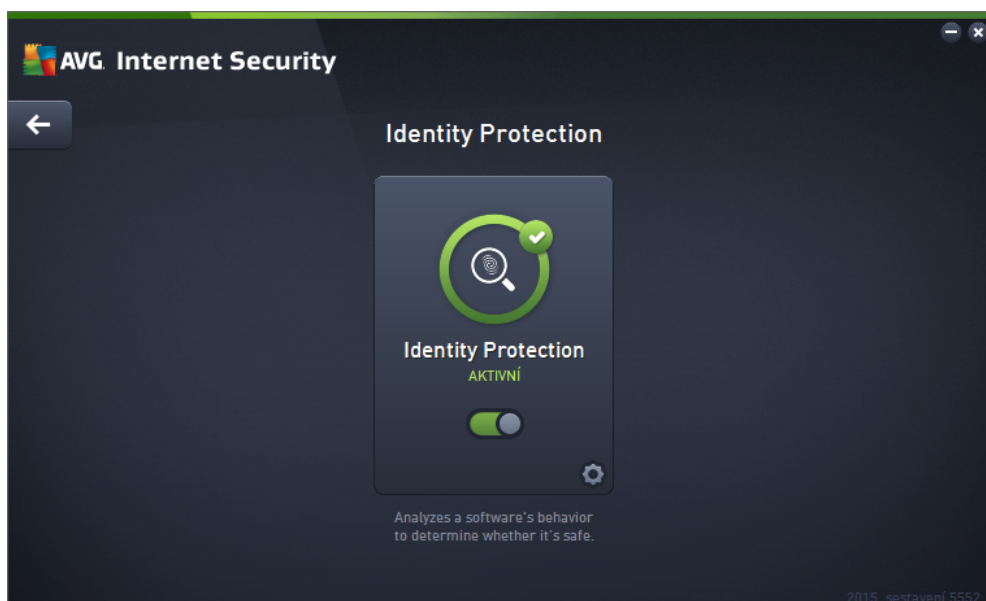 AVG. Internet Security
Identity Protection
Identity Protection
AKTIVNÍ
Analyzes a software's behavior
to determine whether it's safe.
2015, sestavení 5552